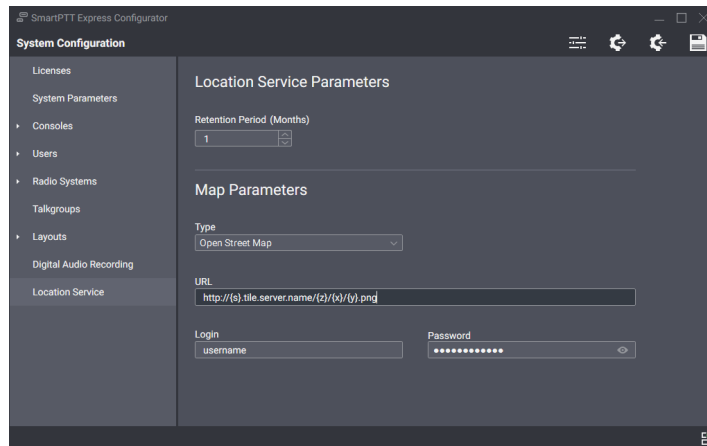 SmartPTT Express Configurator
System Configuration
Licenses
System Parameters
Consoles
Users
Radio Systems
Talkgroups
Layouts
Digital Audio Recording
Location Service
Location Service Parameters
Retention Period (Months)
1
Map Parameters
Type
Open Street Map
URL
http://{s}.tile.server.name/{z}/{x}/{y}.png
Login
Password
username